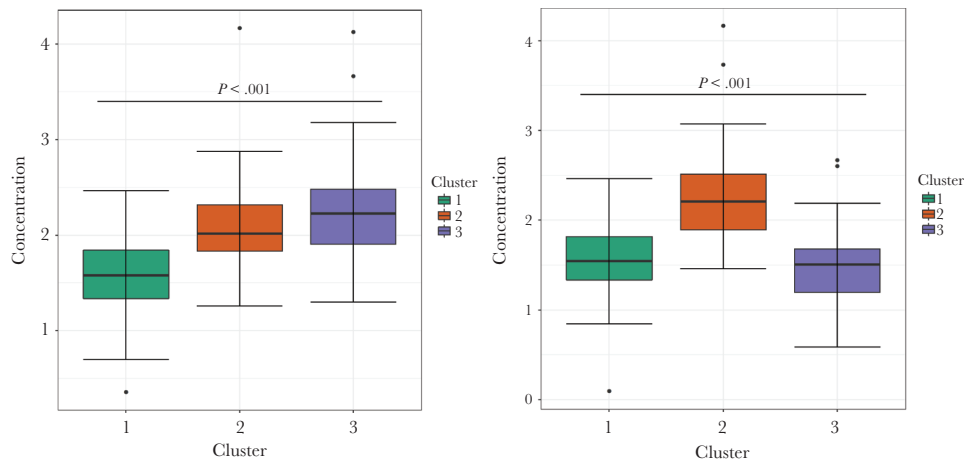 4
3
2
1
Concentration
P < .001
1
2
3
Cluster
Cluster
1
2
3
4
3
2
1
0
Concentration
P < .001
1
2
3
Cluster
Cluster
1
2
3